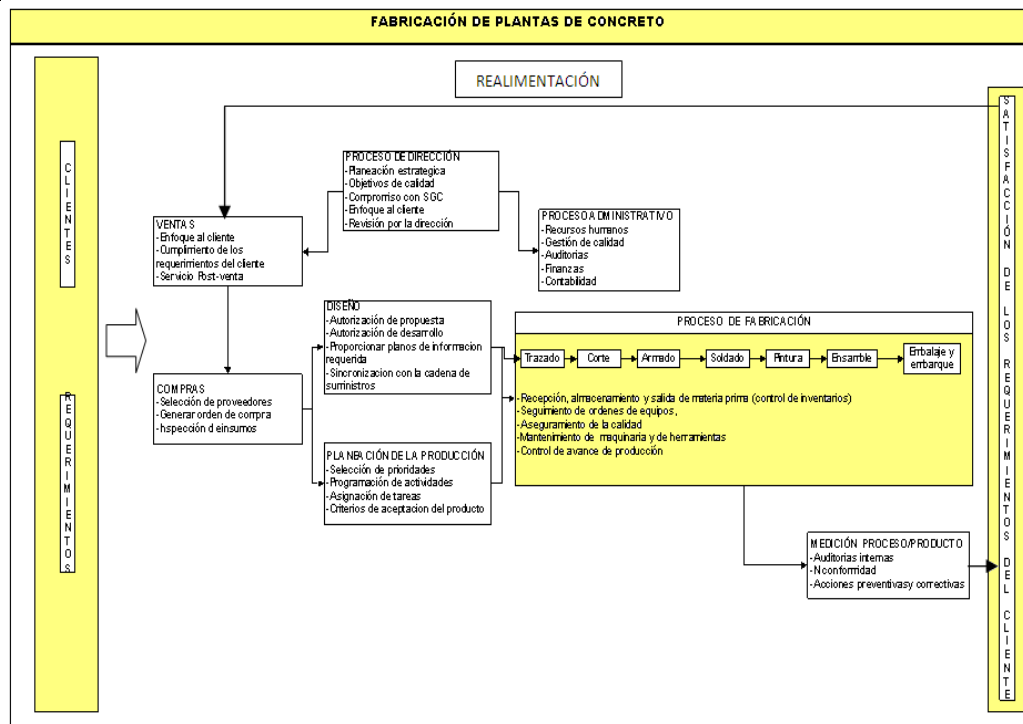 FABRICACIÓN DE PLANTAS DE CONCRETO
REALIMENTACIÓN
CLIENTES
REQUERIMIENTOS
PROCESO DE DIRECCIÓN
-Planeación estrategica
-Objetivos de calidad
-Compromiso con SGC
-Enfoque al cliente
-Revisión por la dirección
VENTAS
-Enfoque al cliente
-Cumplimiento de los
requerimientos del cliente
-Servicio Post-venta
PROCESO ADMINISTRATIVO
-Recursos humanos
-Gestión de calidad
-Auditorias
-Finanzas
-Contabilidad
COMPRAS
-Selección de proveedores
-Generar orden de compra
-Inspección d einsumos
DISEÑO
-Autorización de propuesta
-Autorización de desarrollo
-Proporcionar planos de informacion
requerida
-Sincronizacion con la cadena de
suministros
PLANEACIÓN DE LA PRODUCCIÓN
-Selección de prioridades
-Programación de actividades
-Asignación de tareas
-Criterios de aceptacion del producto
PROCESO DE FABRICACIÓN
Trazado
Corte
Armado
Soldado
Pintura
Ensamble
Embalaje y
embarque
-Recepción, almacenamiento y salida de materia prima (control de inventarios)
-Seguimiento de ordenes de equipos,
-Aseguramiento de la calidad
-Mantenimiento de maquinaria y de herramientas
-Control de avance de producción
MEDICIÓN PROCESO/PRODUCTO
-Auditorias internas
-Nconformidad
-Acciones preventivasy correctivas
SATISFACCIÓN DE LOS REQUERIMIENTOS DEL CLIENTE